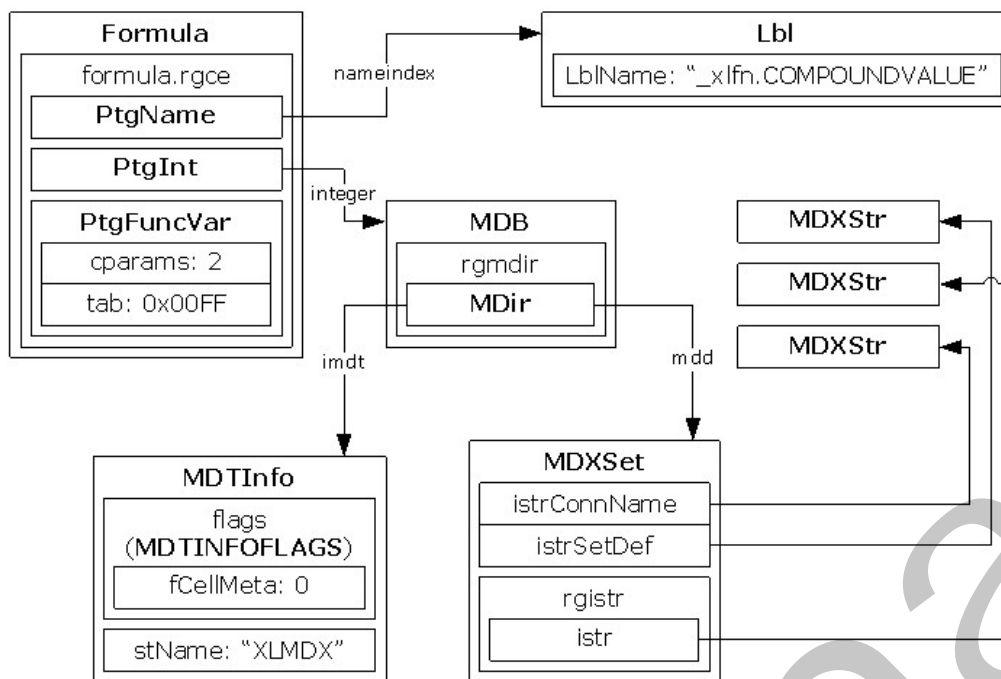 Formula
formula.rgce
PtgName
PtgInt
PtgFuncVar
cparams: 2
tab: 0x00FF
nameindex
Lbl
LblName: “_xlfn.COMPOUNDVALUE”
integer
MDB
rgmdir
MDir
MDXStr
MDXStr
MDXStr
imdt
mdd
MDTInfo
flags
(MDTINFOFLAGS)
fCellMeta: 0
stName: “XLMDX”
MDXSet
istrConnName
istrSetDef
rgistr
istr